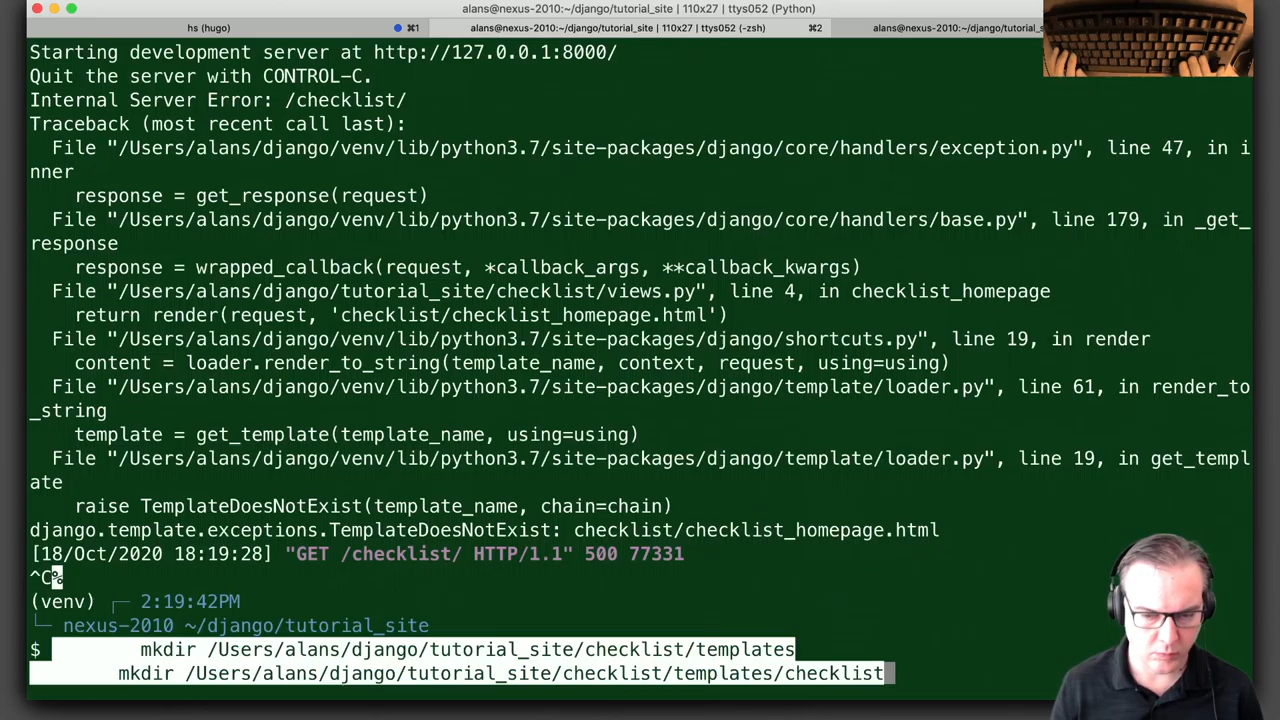 alans@nexus-2010:~/django/tutorial_site | 110x27 | ttys052 (Python)
hs (hugo) ⌘1 alans@nexus-2010:~/django/tutorial_site | 110x27 | ttys052 (-zsh) ⌘2 alans@nexus-2010:~/django/tutorial_s
Starting development server at http://127.0.0.1:8000/
Quit the server with CONTROL-C.
Internal Server Error: /checklist/
Traceback (most recent call last):
  File "/Users/alans/django/venv/lib/python3.7/site-packages/django/core/handlers/exception.py", line 47, in i
nner
    response = get_response(request)
  File "/Users/alans/django/venv/lib/python3.7/site-packages/django/core/handlers/base.py", line 179, in _get_
response
    response = wrapped_callback(request, *callback_args, **callback_kwargs)
  File "/Users/alans/django/tutorial_site/checklist/views.py", line 4, in checklist_homepage
    return render(request, 'checklist/checklist_homepage.html')
  File "/Users/alans/django/venv/lib/python3.7/site-packages/django/shortcuts.py", line 19, in render
    content = loader.render_to_string(template_name, context, request, using=using)
  File "/Users/alans/django/venv/lib/python3.7/site-packages/django/template/loader.py", line 61, in render_to
_string
    template = get_template(template_name, using=using)
  File "/Users/alans/django/venv/lib/python3.7/site-packages/django/template/loader.py", line 19, in get_templ
ate
    raise TemplateDoesNotExist(template_name, chain=chain)
django.template.exceptions.TemplateDoesNotExist: checklist/checklist_homepage.html
[18/Oct/2020 18:19:28] "GET /checklist/ HTTP/1.1" 500 77331
^C%
(venv) ┌─ 2:19:42PM
└─ nexus-2010 ~/django/tutorial_site
$ mkdir /Users/alans/django/tutorial_site/checklist/templates
mkdir /Users/alans/django/tutorial_site/checklist/templates/checklist